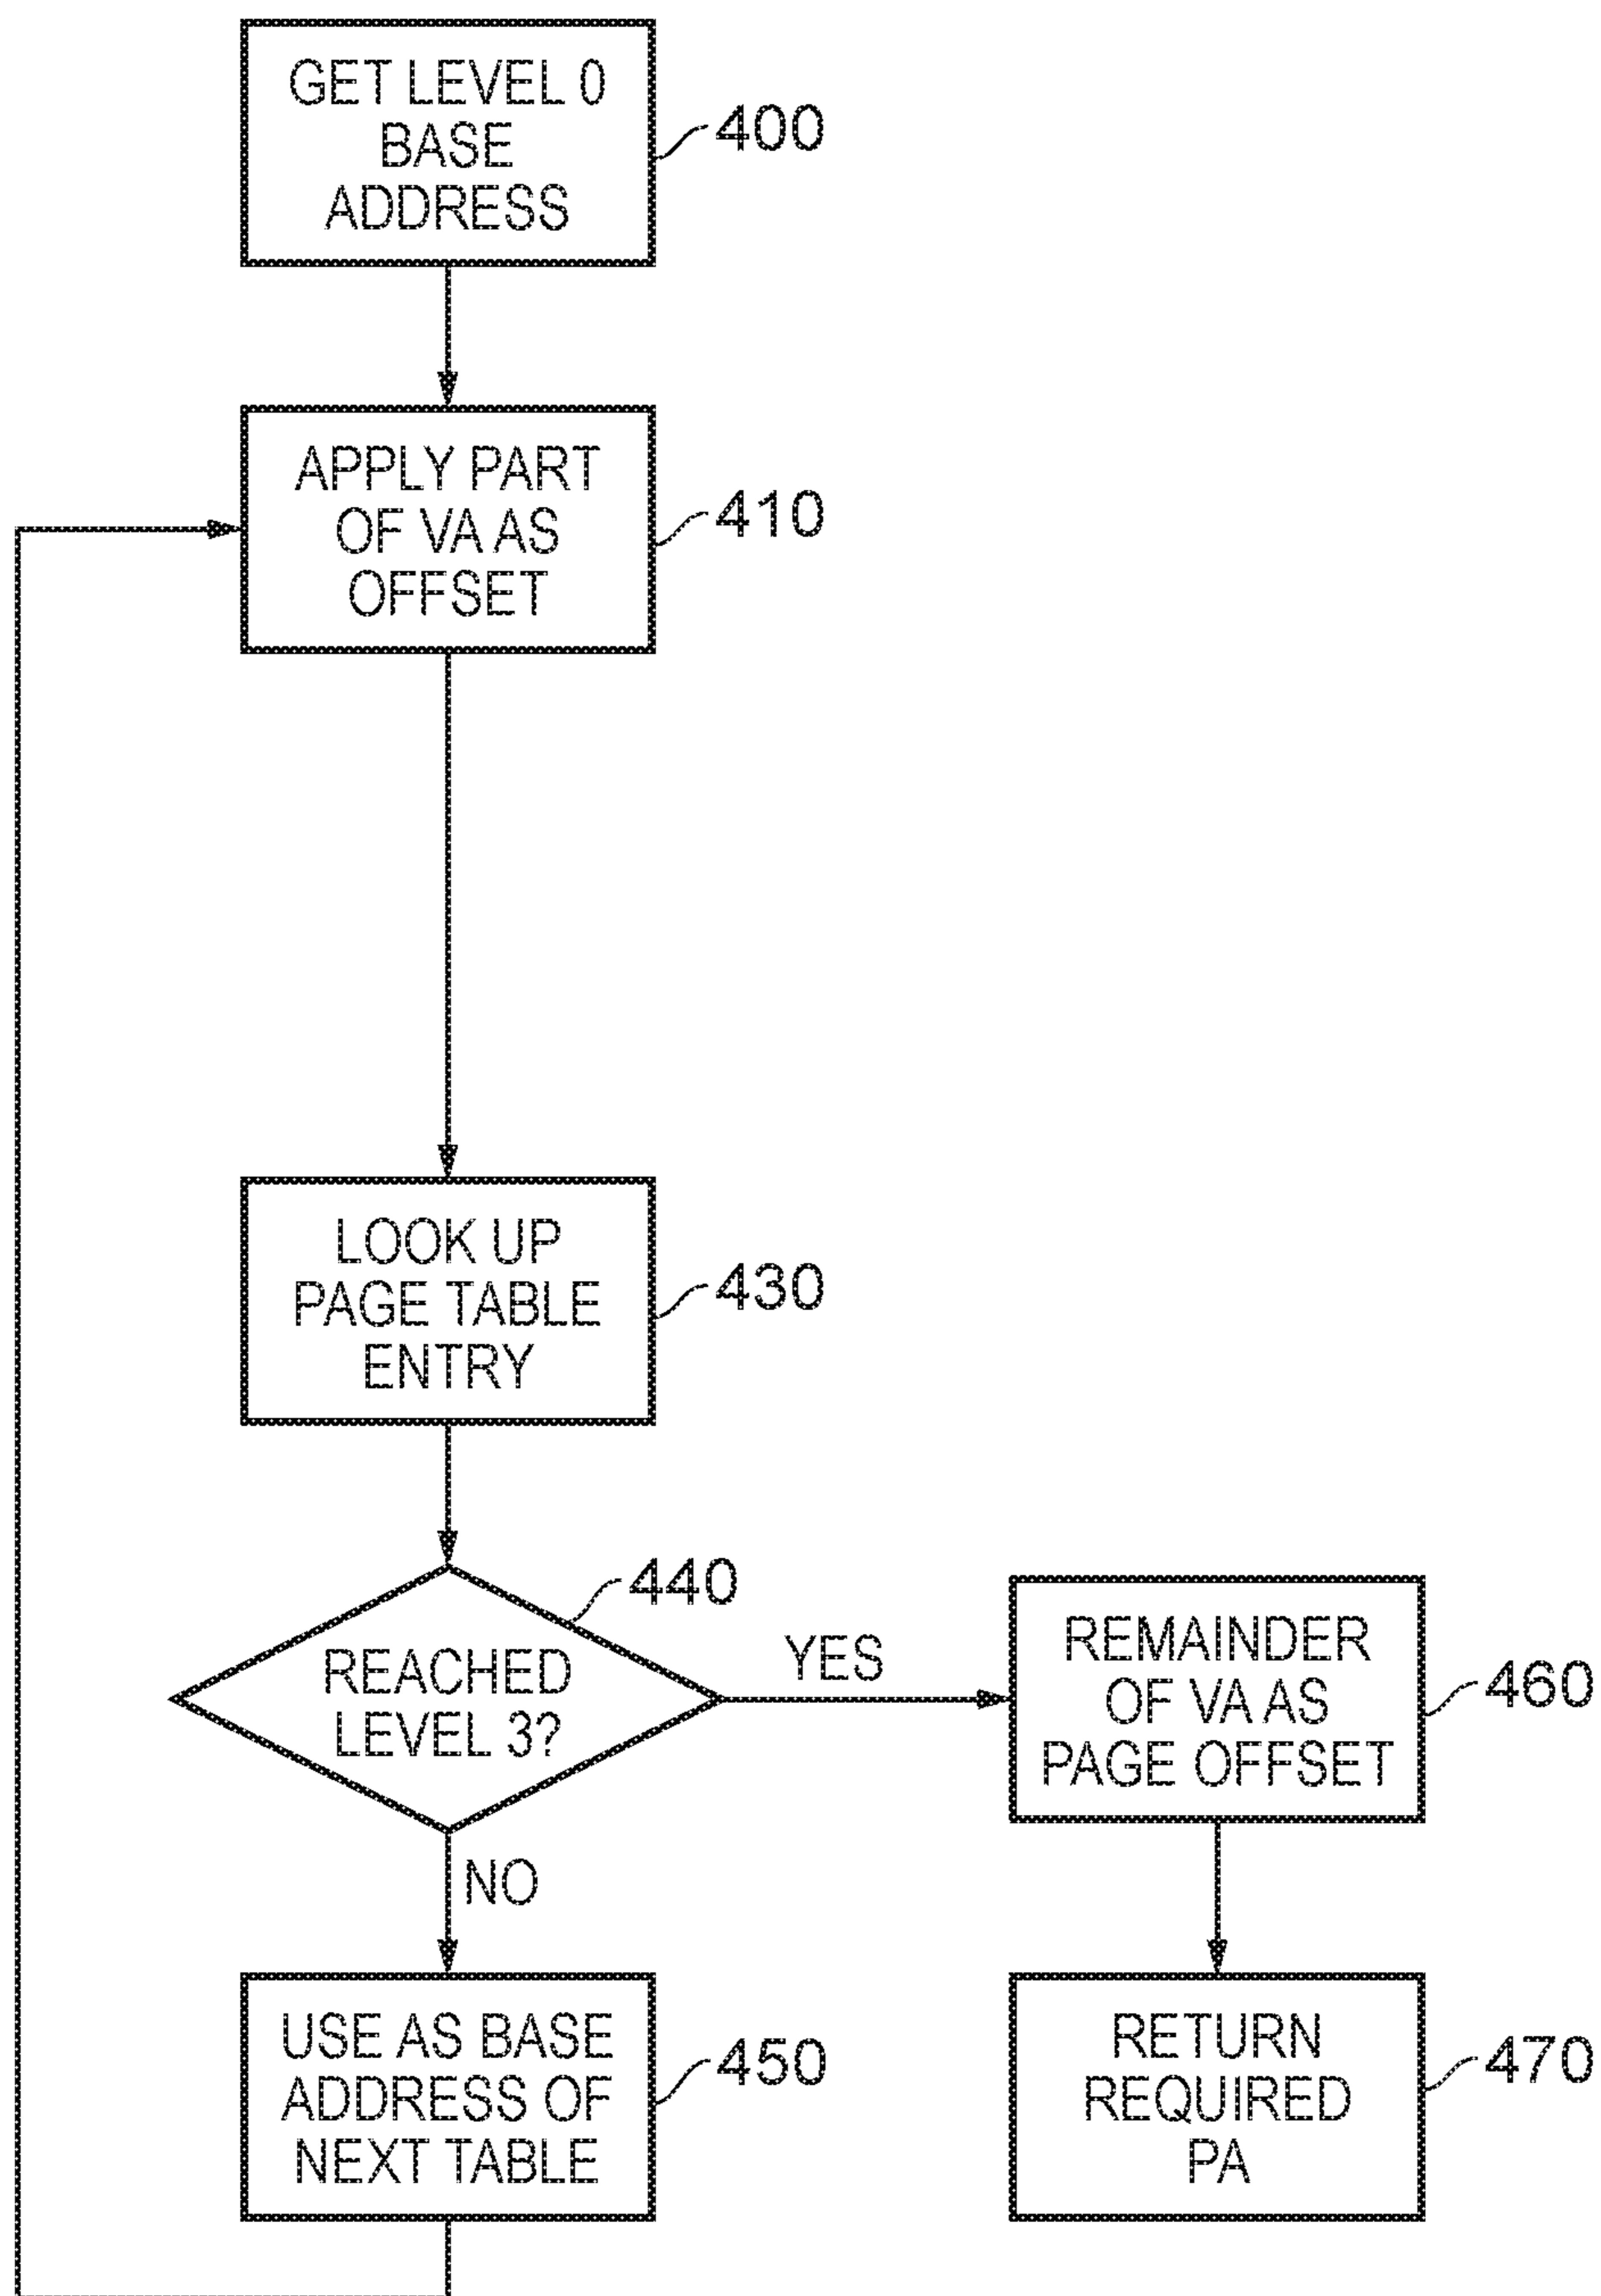 GET LEVEL 0
BASE
ADDRESS
400
APPLY PART
OF VA AS
OFFSET
410
LOOK UP
PAGE TABLE
ENTRY
430
440
REACHED
LEVEL 3?
YES
NO
REMAINDER
OF VA AS
PAGE OFFSET
460
USE AS BASE
ADDRESS OF
NEXT TABLE
450
RETURN
REQUIRED
PA
470